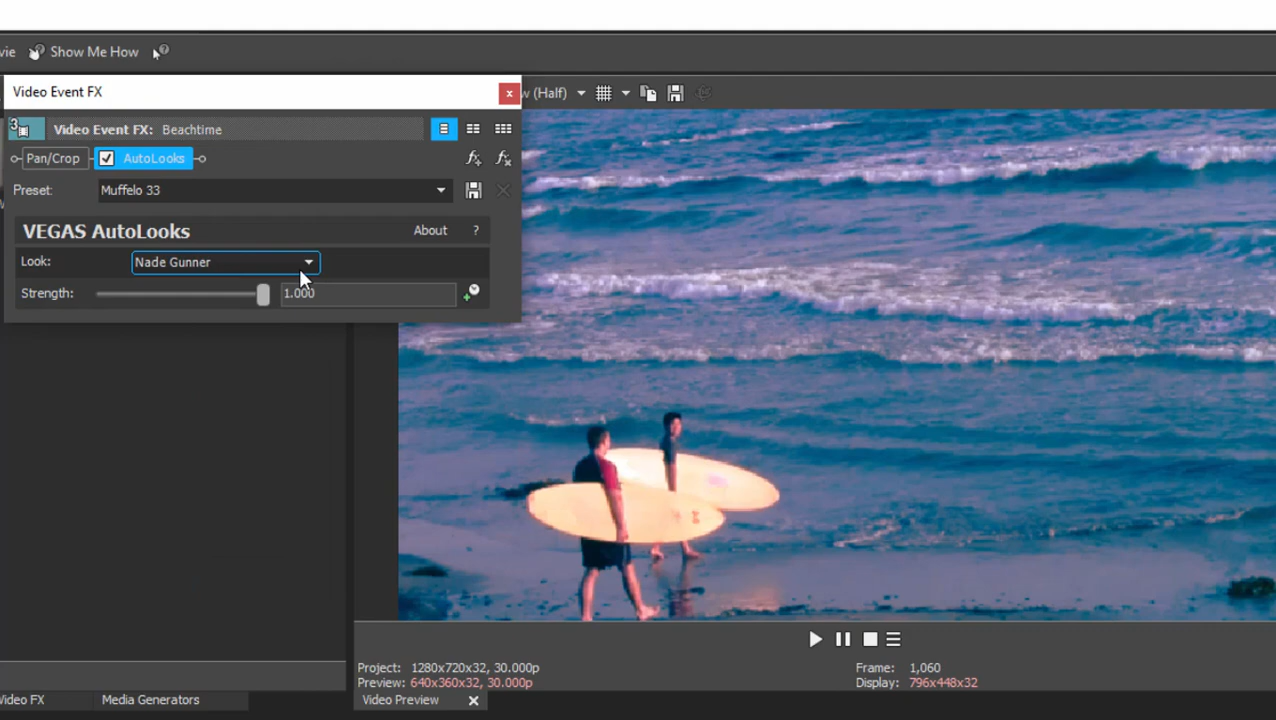 vie Show Me How
Video Event FX x
w (Half)
3 Video Event FX: Beachtime
Pan/Crop AutoLooks
Preset: Muffelo 33
VEGAS AutoLooks About ?
Look: Nade Gunner
Strength: 1.000
Project: 1280x720x32, 30.000p Frame: 1,060
Preview: 640x360x32, 30.000p Display: 796x448x32
Video FX Media Generators Video Preview